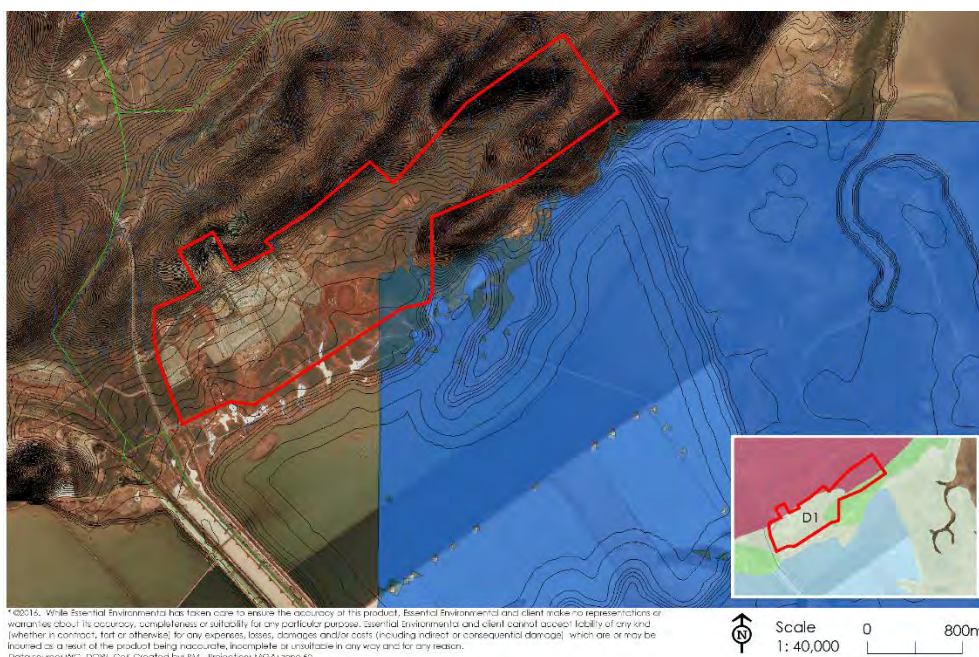 D1
* ©2016. While Essential Environmental has taken care to ensure the accuracy of this product, Essential Environmental and client make no representations or
warranties about its accuracy, completeness or suitability for any particular purpose. Essential Environmental and client cannot accept liability of any kind
(whether in contract, tort or otherwise) for any expenses, losses, damages and/or costs (including indirect or consequential damage) which are or may be
incurred as a result of the product being inaccurate, incomplete or unsuitable in any way and for any reason.
N
Scale
1: 40,000
0 800m